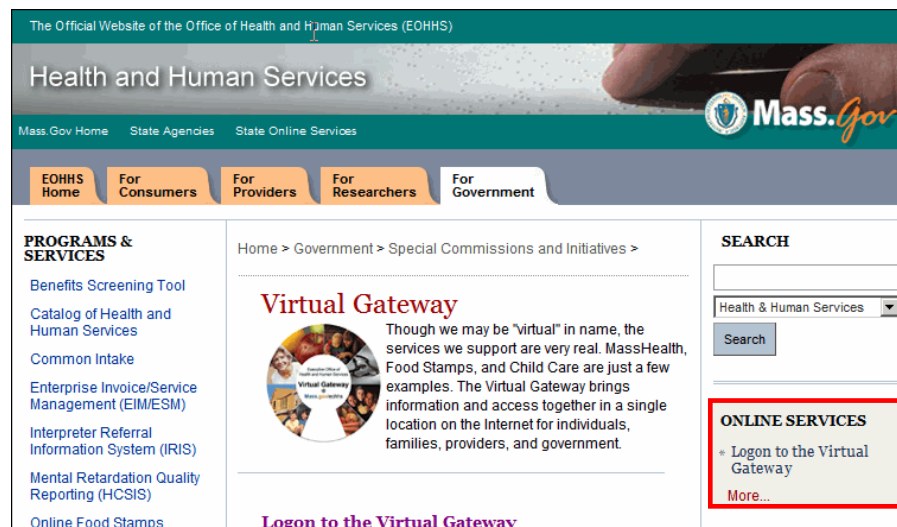 The Official Website of the Office of Health and Human Services (EOHHS)
Health and Human Services
Mass.Gov
Mass.Gov Home State Agencies State Online Services
EOHHS Home
For Consumers
For Providers
For Researchers
For Government
PROGRAMS &
SERVICES
Benefits Screening Tool
Catalog of Health and
Human Services
Common Intake
Enterprise Invoice/Service
Management (EIM/ESM)
Interpreter Referral
Information System (IRIS)
Mental Retardation Quality
Reporting (HCSIS)
Online Food Stamps
Home > Government > Special Commissions and Initiatives >
Virtual Gateway
Virtual Gateway
@
Mass.gov/eohhs
Though we may be "virtual" in name, the
services we support are very real. MassHealth,
Food Stamps, and Child Care are just a few
examples. The Virtual Gateway brings
information and access together in a single
location on the Internet for individuals,
families, providers, and government.
Logon to the Virtual Gateway
SEARCH
Health & Human Services
Search
ONLINE SERVICES
* Logon to the Virtual
Gateway
More...